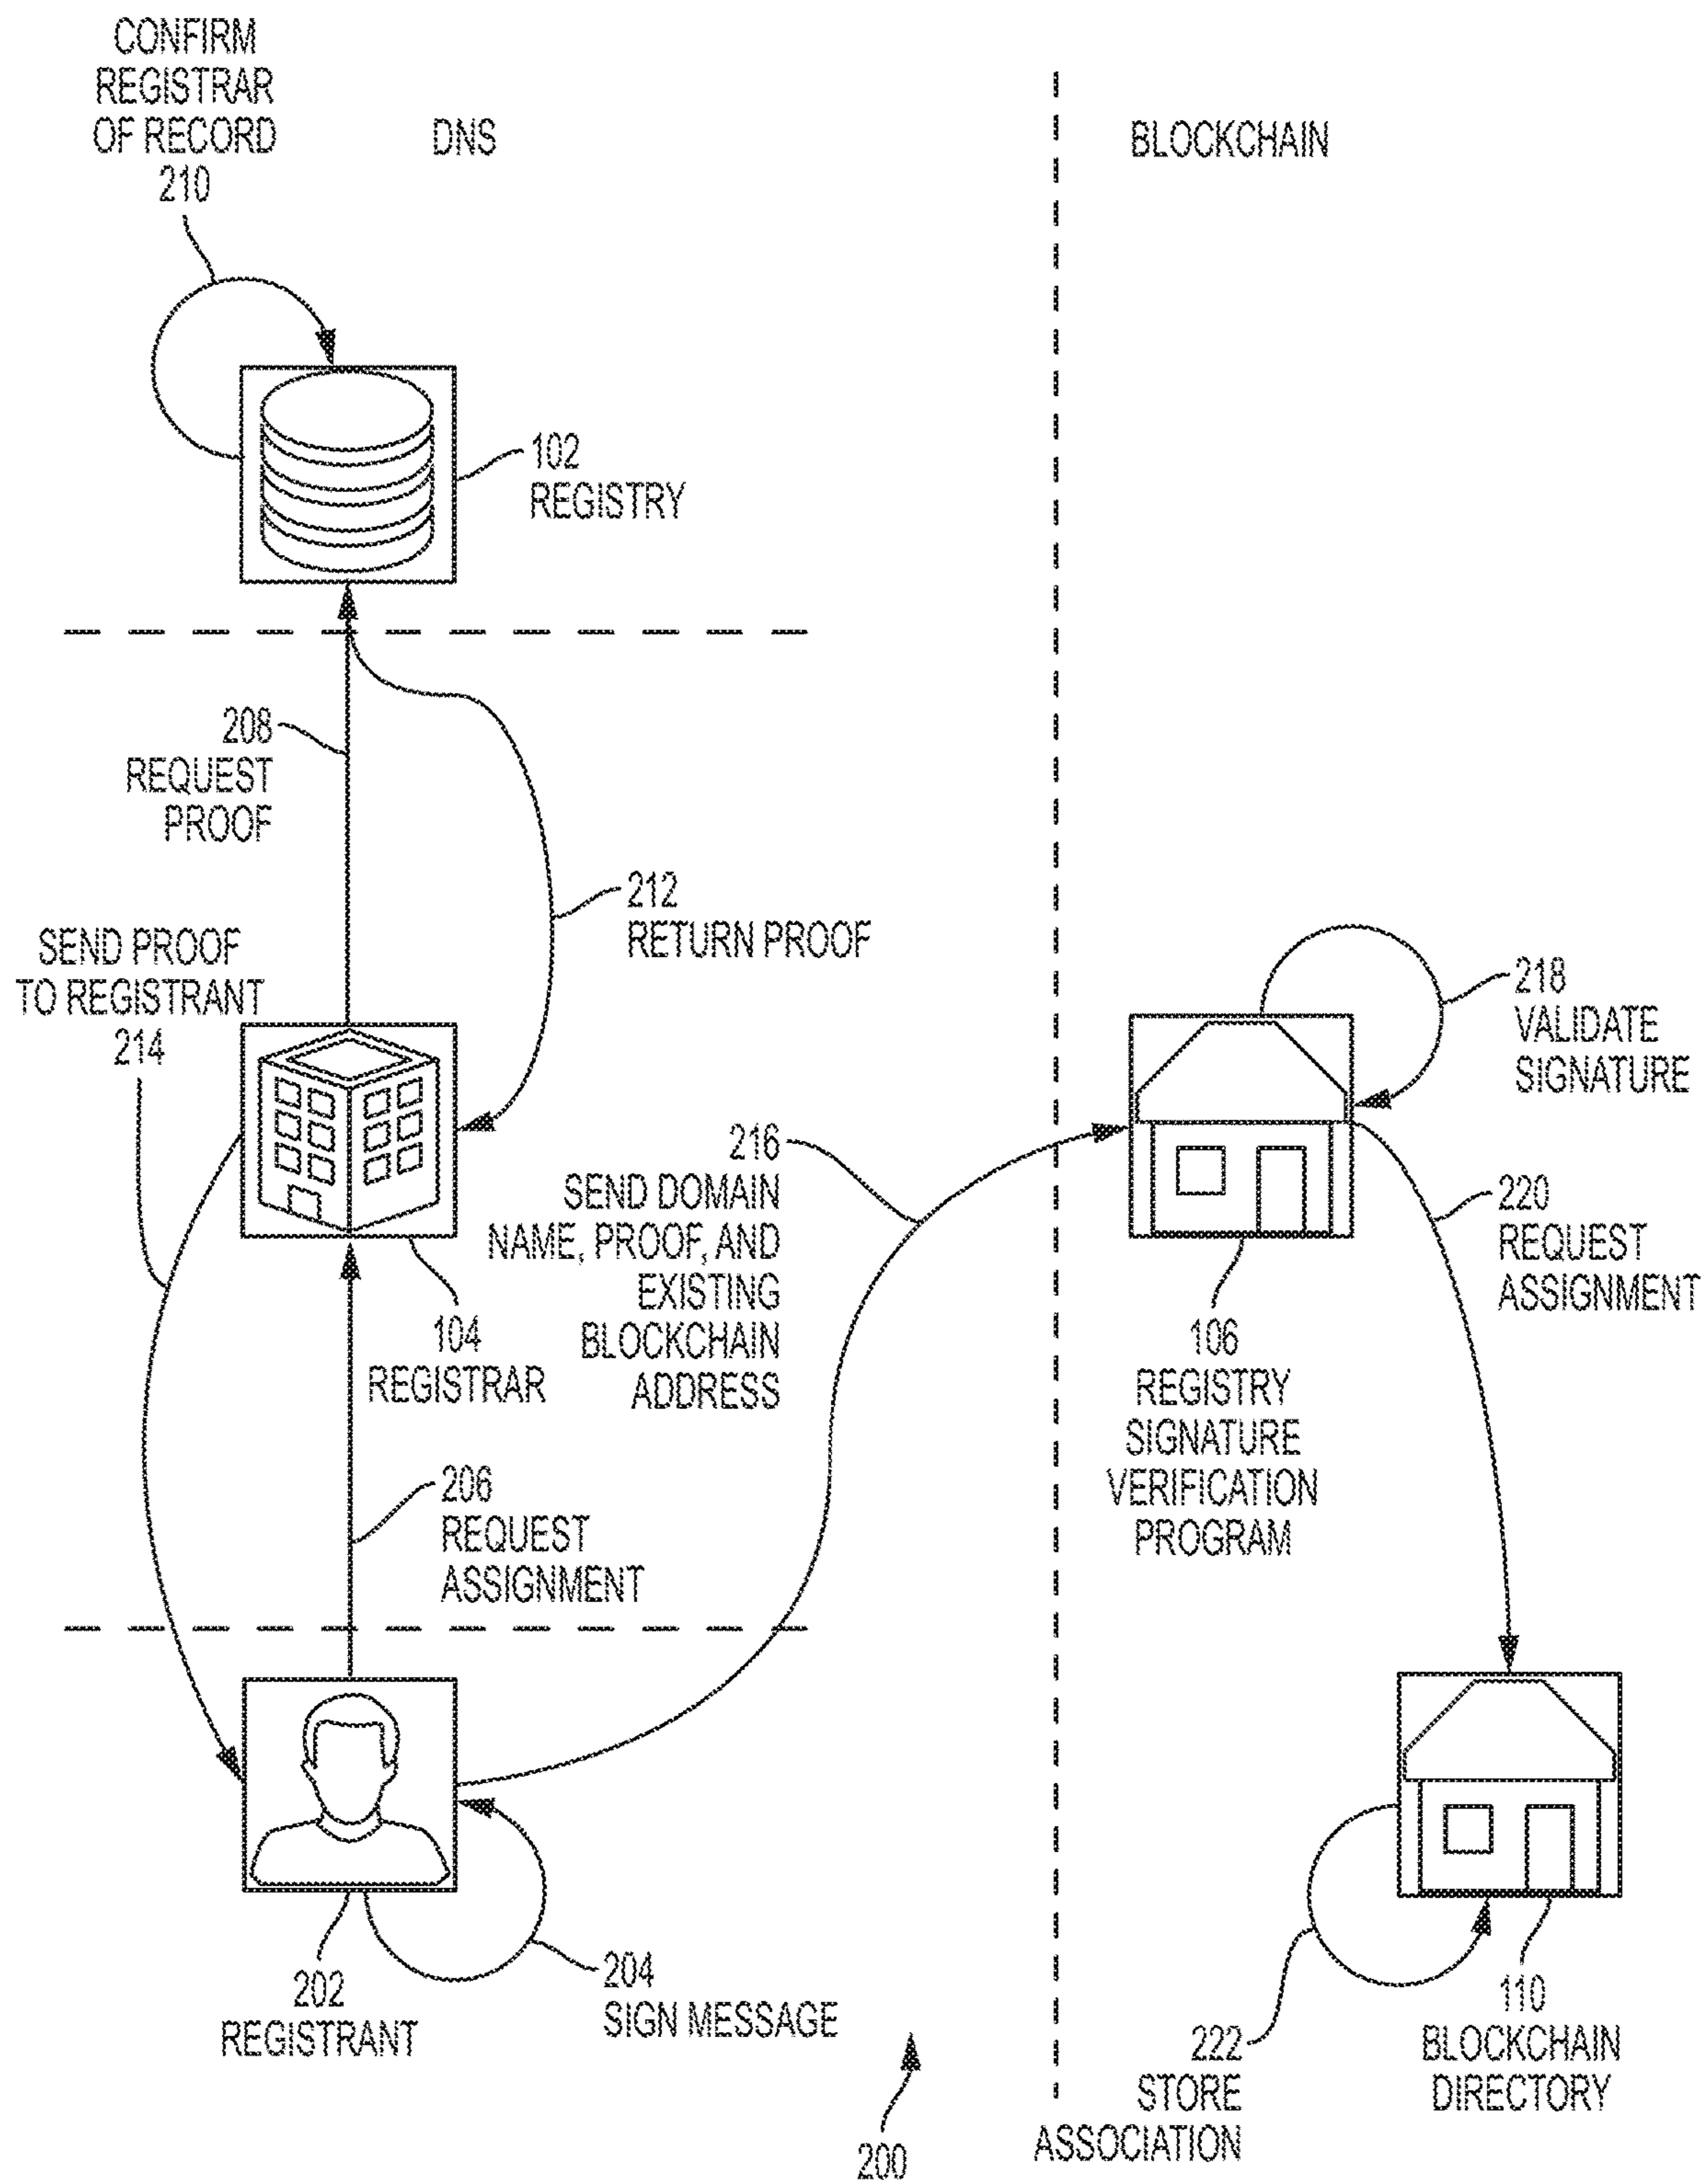 CONFIRM
REGISTRAR
OF RECORD
210
DNS
BLOCKCHAIN
102
REGISTRY
208
REQUEST
PROOF
212
RETURN PROOF
SEND PROOF
TO REGISTRANT
214
218
VALIDATE
SIGNATURE
216
SEND DOMAIN
NAME, PROOF, AND
EXISTING
BLOCKCHAIN
ADDRESS
220
REQUEST
ASSIGNMENT
104
REGISTRAR
106
REGISTRY
SIGNATURE
VERIFICATION
PROGRAM
206
REQUEST
ASSIGNMENT
202
REGISTRANT
204
SIGN MESSAGE
222
STORE
ASSOCIATION
110
BLOCKCHAIN
DIRECTORY
200